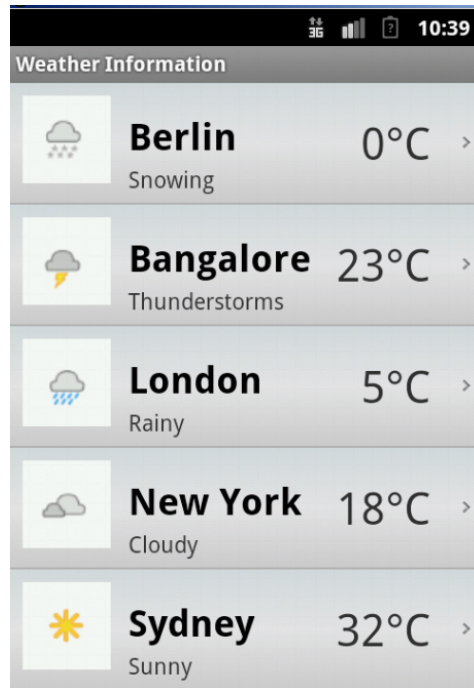 3G 10:39
Weather Information
Berlin 0°C
Snowing
Bangalore 23°C
Thunderstorms
London 5°C
Rainy
New York 18°C
Cloudy
Sydney 32°C
Sunny